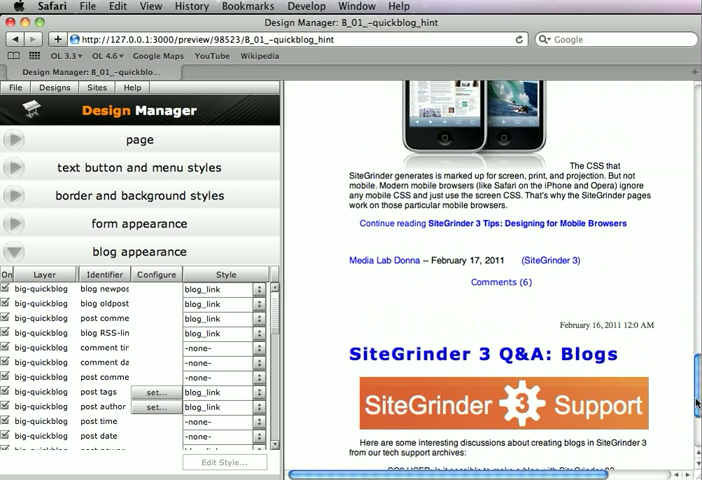 Safari File Edit View History Bookmarks Develop Window Help
Design Manager: B_01_-quickblog_hint
http://127.0.0.1:3000/preview/98523/B_01_-quickblog_hint
Google
OL 3.3 OL 4.6 Google Maps YouTube Wikipedia
Design Manager: B_01_-quickblo...
File Designs Sites Help
Design Manager
page
text button and menu styles
border and background styles
form appearance
blog appearance
On Layer Identifier Configure Style
big-quickblog blog newpos blog_link
big-quickblog blog oldpost blog_link
big-quickblog post comme blog_link
big-quickblog blog RSS-lin blog_link
big-quickblog comment tir -none-
big-quickblog comment da -none-
big-quickblog post comme -none-
big-quickblog post tags set... blog_link
big-quickblog post author set... blog_link
big-quickblog post time -none-
big-quickblog post date -none-
Edit Style...
The CSS that
SiteGrinder generates is marked up for screen, print, and projection. But not
mobile. Modern mobile browsers (like Safari on the iPhone and Opera) ignore
any mobile CSS and just use the screen CSS. That's why the SiteGrinder pages
work on those particular mobile browsers.
Continue reading SiteGrinder 3 Tips: Designing for Mobile Browsers
Media Lab Donna -- February 17, 2011 (SiteGrinder 3)
Comments (6)
February 16, 2011 12:0 AM
SiteGrinder 3 Q&A: Blogs
SiteGrinder 3 Support
Here are some interesting discussions about creating blogs in SiteGrinder 3
from our tech support archives: